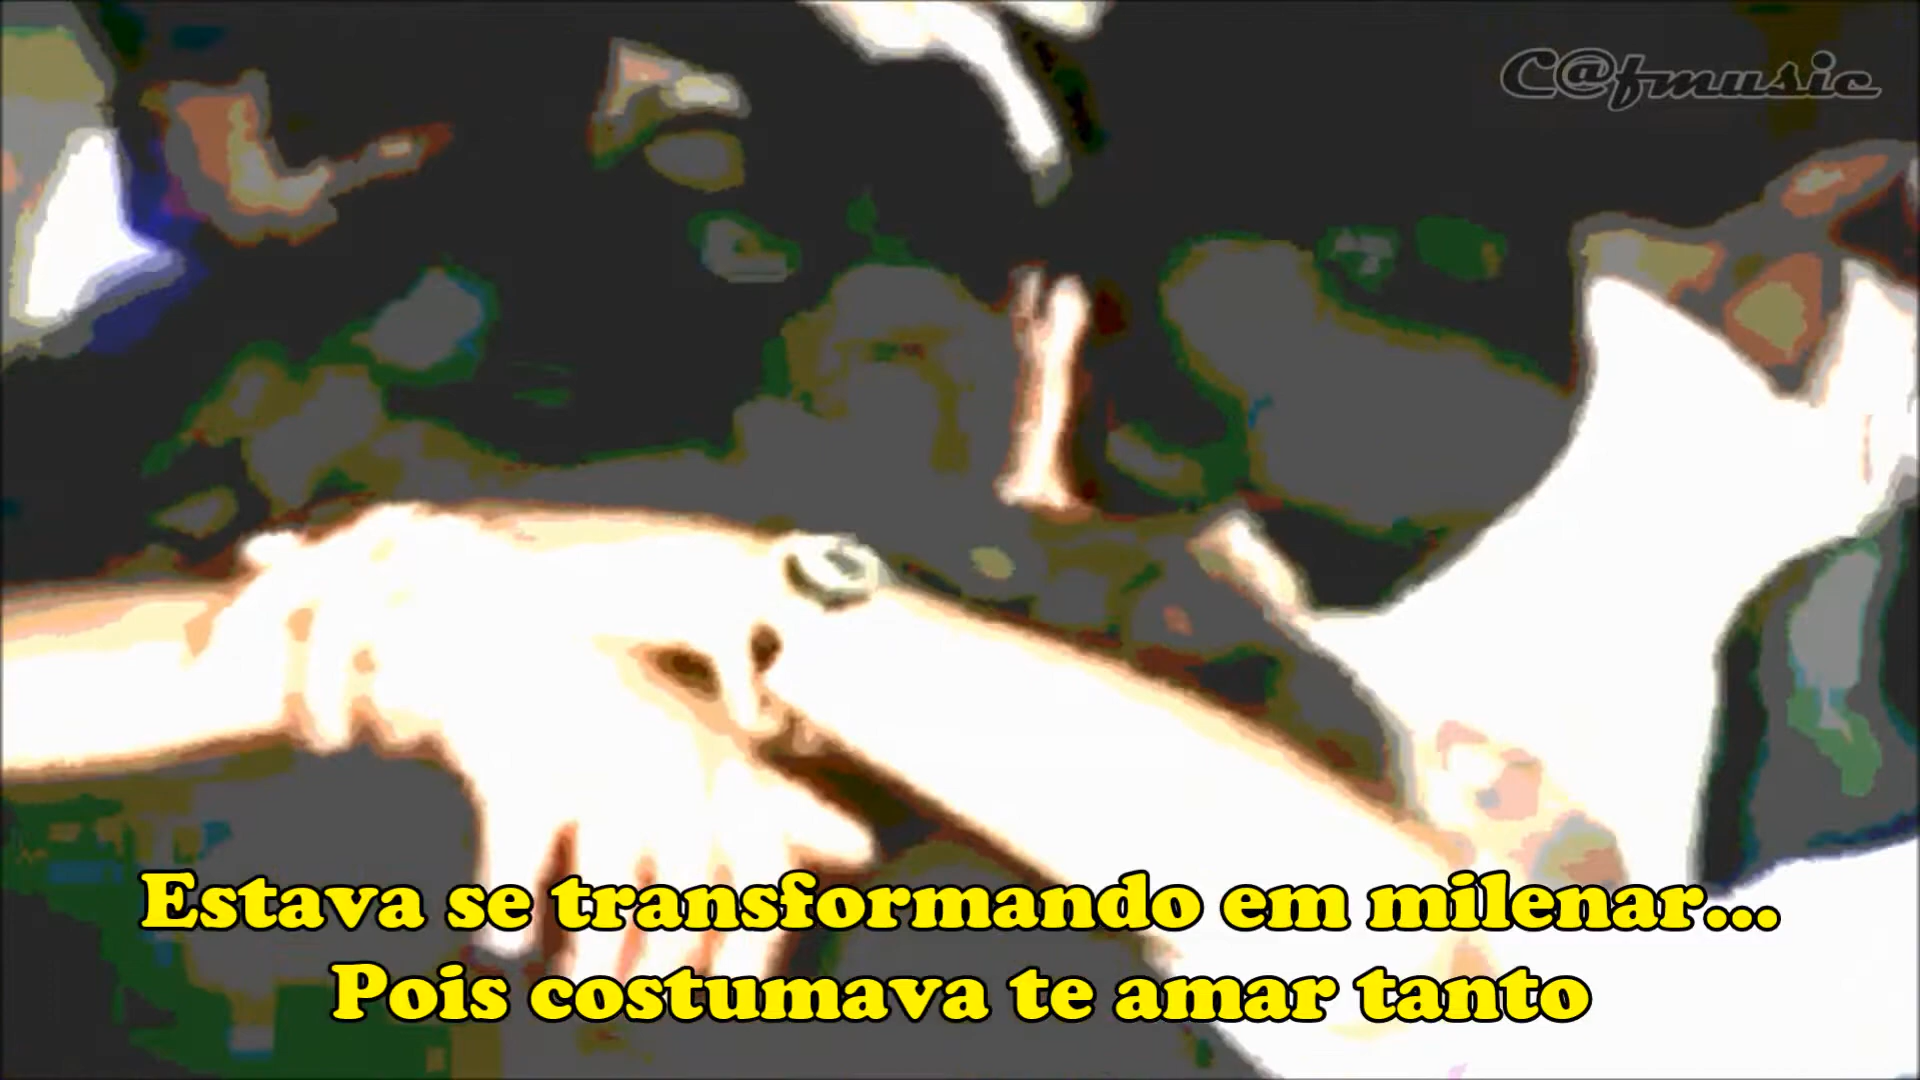 C@fmusic
Estava se transformando em milenar...
Pois costumava te amar tanto